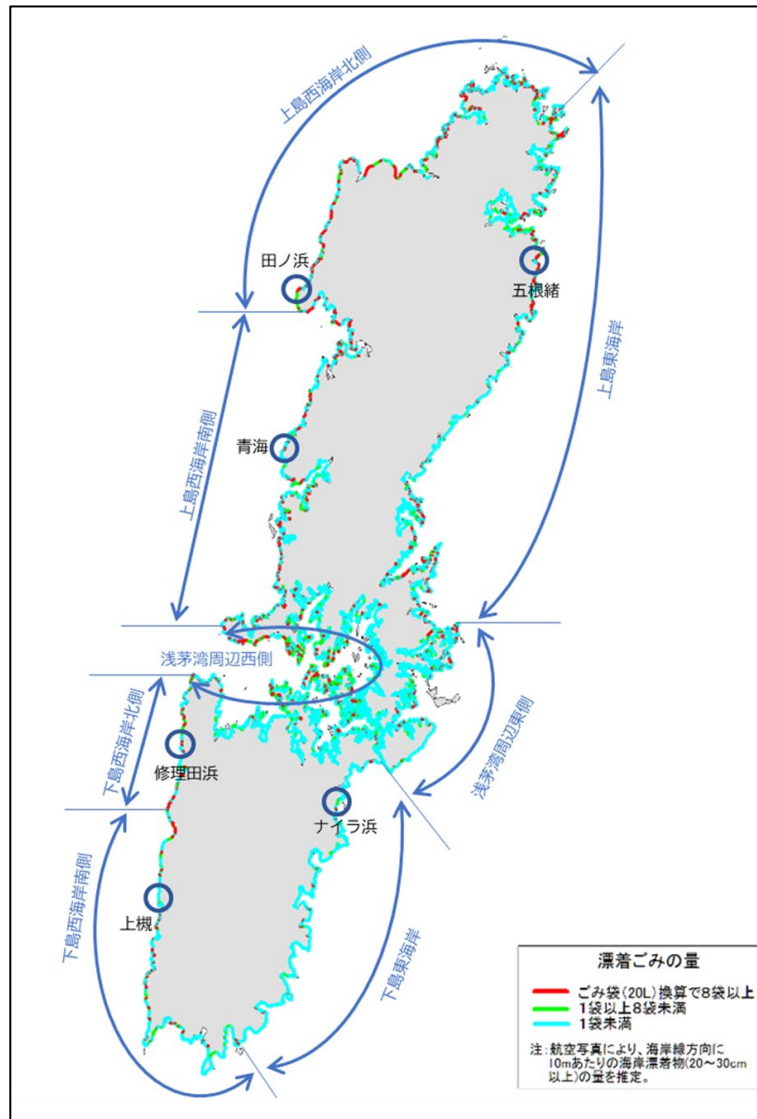 上島西海岸北側
田ノ浜
五根緒
上島東海岸
青海
上島西海岸南側
浅茅湾周辺西側
下島西海岸北側
修理田浜
浅茅湾周辺東側
ナイラ浜
上槻
下島西海岸南側
下島東海岸
漂着ごみの量
ごみ袋(20L)換算で8袋以上
1袋以上8袋未満
1袋未満
注:航空写真により、海岸線方向に
10mあたりの海岸漂着物(20～30cm
以上)の量を推定。